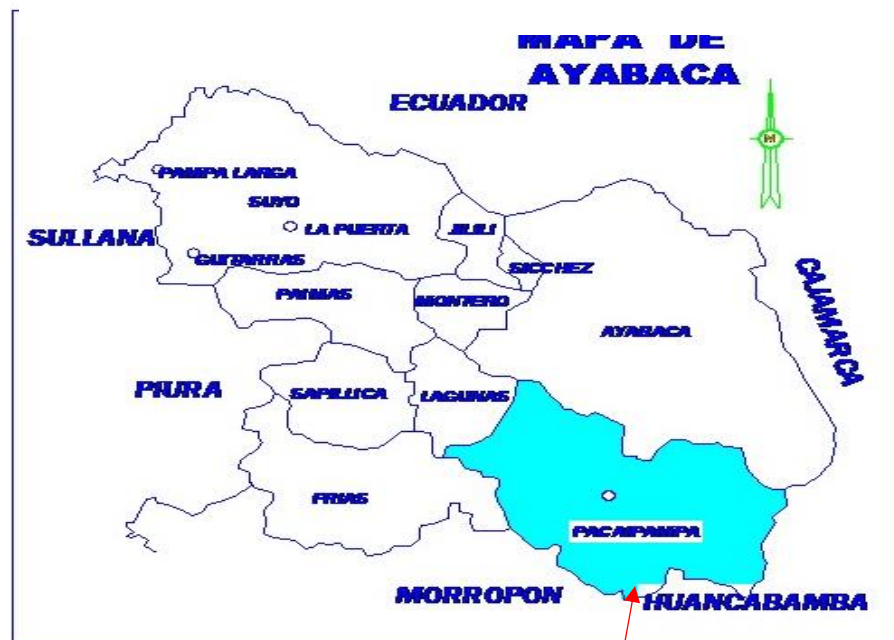 MAPA DE
AYABACA
ECUADOR
PAMPA LARGA
SUYO
LA PUERTA
JILILI
SULLANA
GUITARRAS
SICCHEZ
CAJAMARCA
PAIMAS
MONTERO
AYABACA
PIURA
SAPILLICA
LAGUNAS
FRIAS
PACAIPAMPA
MORROPON
HUANCABAMBA